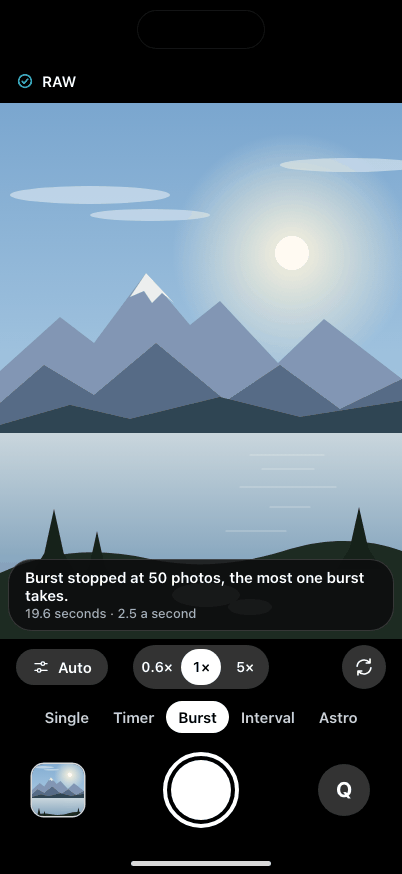 RAW
Burst stopped at 50 photos, the most one burst
takes.
19.6 seconds · 2.5 a second
Auto
0.6× 1× 5×
Single Timer Burst Interval Astro
Q